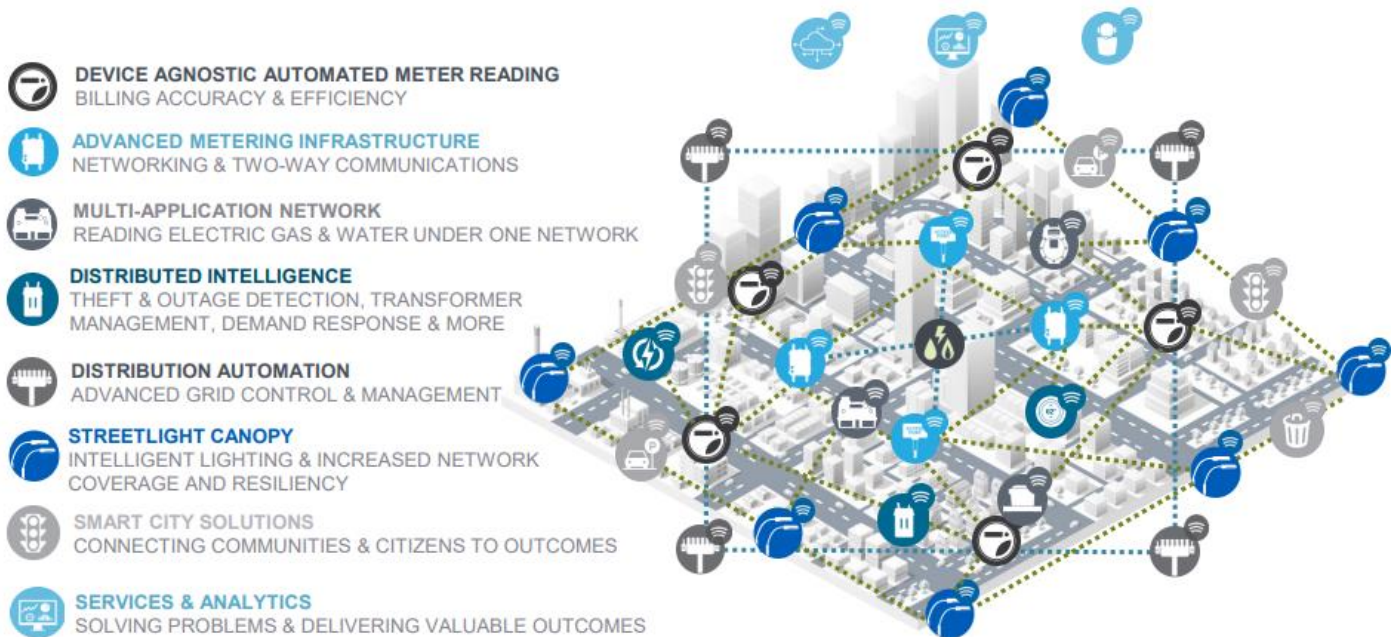 DEVICE AGNOSTIC AUTOMATED METER READING
BILLING ACCURACY & EFFICIENCY
ADVANCED METERING INFRASTRUCTURE
NETWORKING & TWO-WAY COMMUNICATIONS
MULTI-APPLICATION NETWORK
READING ELECTRIC GAS & WATER UNDER ONE NETWORK
DISTRIBUTED INTELLIGENCE
THEFT & OUTAGE DETECTION, TRANSFORMER
MANAGEMENT, DEMAND RESPONSE & MORE
DISTRIBUTION AUTOMATION
ADVANCED GRID CONTROL & MANAGEMENT
STREETLIGHT CANOPY
INTELLIGENT LIGHTING & INCREASED NETWORK
COVERAGE AND RESILIENCY
SMART CITY SOLUTIONS
CONNECTING COMMUNITIES & CITIZENS TO OUTCOMES
SERVICES & ANALYTICS
SOLVING PROBLEMS & DELIVERING VALUABLE OUTCOMES
P